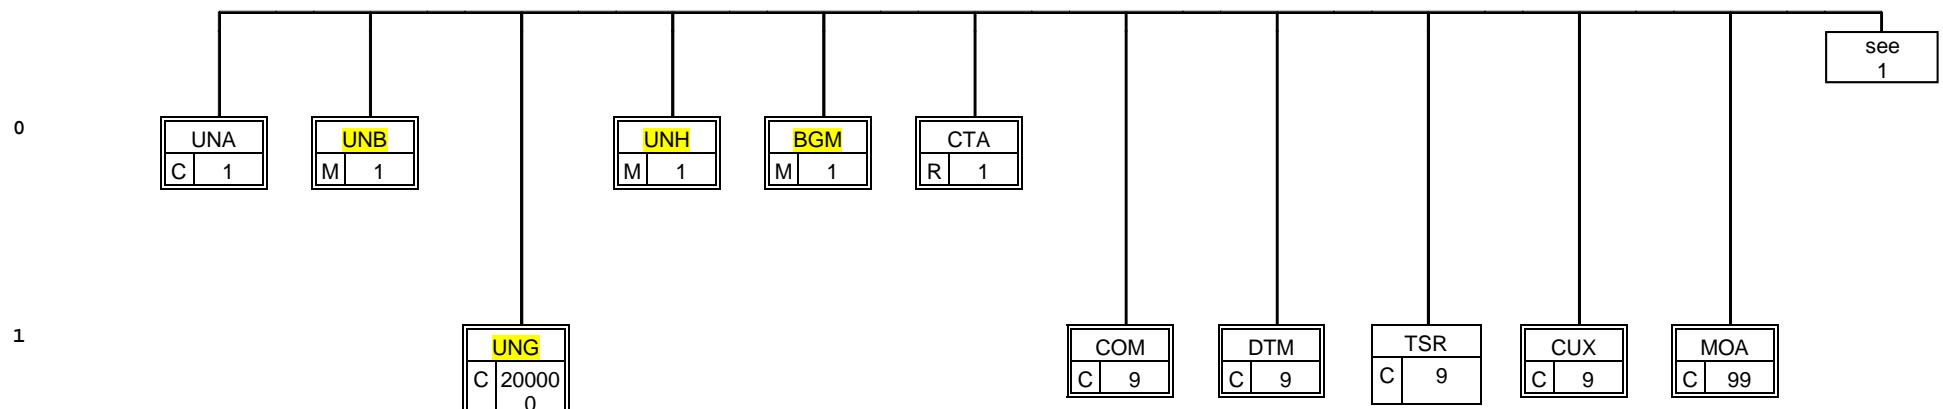 see
1
0
UNA
C 1
UNB
M 1
UNH
M 1
BGM
M 1
CTA
R 1
1
UNG
C 20000
0
COM
C 9
DTM
C 9
TSR
C 9
CUX
C 9
MOA
C 99